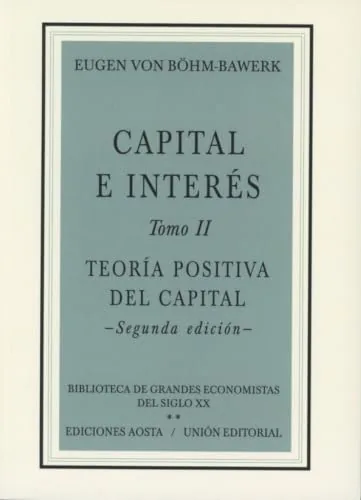 EUGEN VON BÖHM-BAWERK
CAPITAL
E INTERÉS
Tomo II
TEORÍA POSITIVA
DEL CAPITAL
–Segunda edición–
BIBLIOTECA DE GRANDES ECONOMISTAS
DEL SIGLO XX
**
EDICIONES AOSTA / UNIÓN EDITORIAL